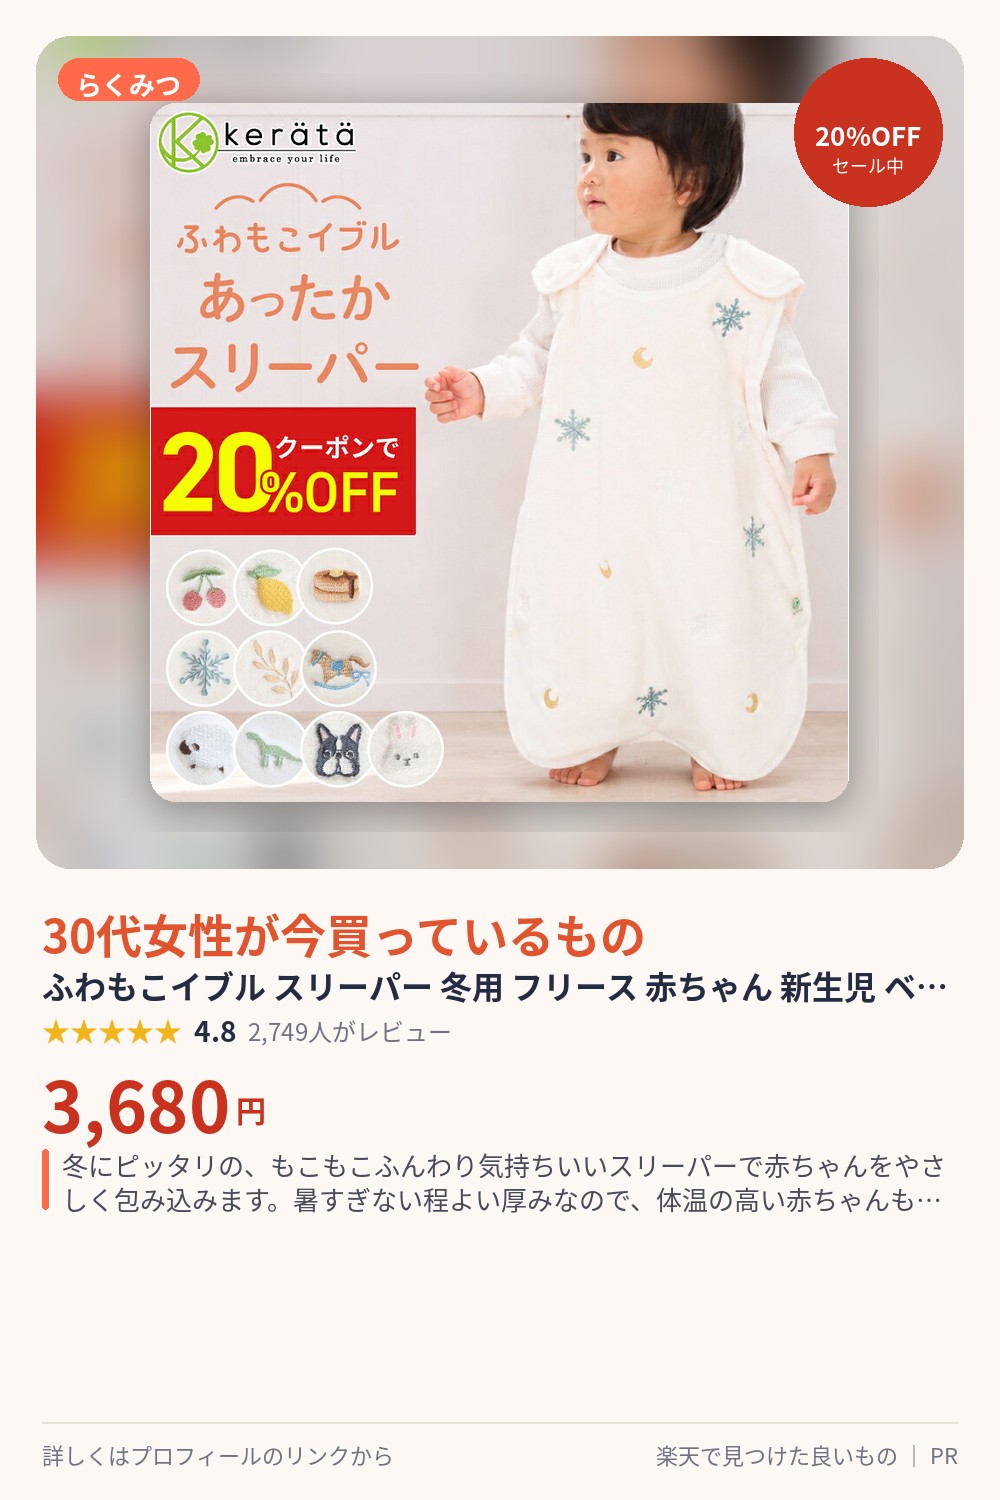 らくみつ
20%OFF
セール中
kerätä
embrace your life
ふわもこイブル
あったか
スリーパー
20%OFF
クーポンで
30代女性が今買っているもの
ふわもこイブル スリーパー 冬用 フリース 赤ちゃん 新生児 ベ…
★★★★★ 4.8 2,749人がレビュー
3,680円
冬にピッタリの、もこもこふんわり気持ちいいスリーパーで赤ちゃんをやさ
しく包み込みます。暑すぎない程よい厚みなので、体温の高い赤ちゃんも…
詳しくはプロフィールのリンクから
楽天で見つけた良いもの | PR